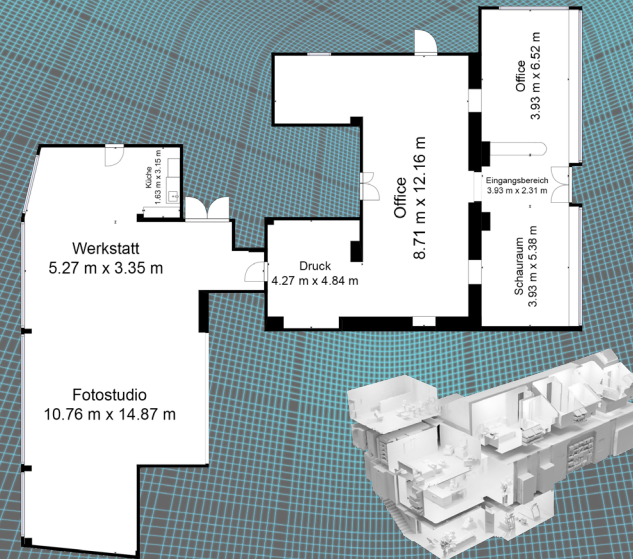 Office
3.93 m x 6.52 m
Küche
1.63 m x 3.15 m
Eingangsbereich
3.93 m x 2.31 m
Office
8.71 m x 12.16 m
Werkstatt
5.27 m x 3.35 m
Druck
4.27 m x 4.84 m
Schauraum
3.93 m x 5.38 m
Fotostudio
10.76 m x 14.87 m